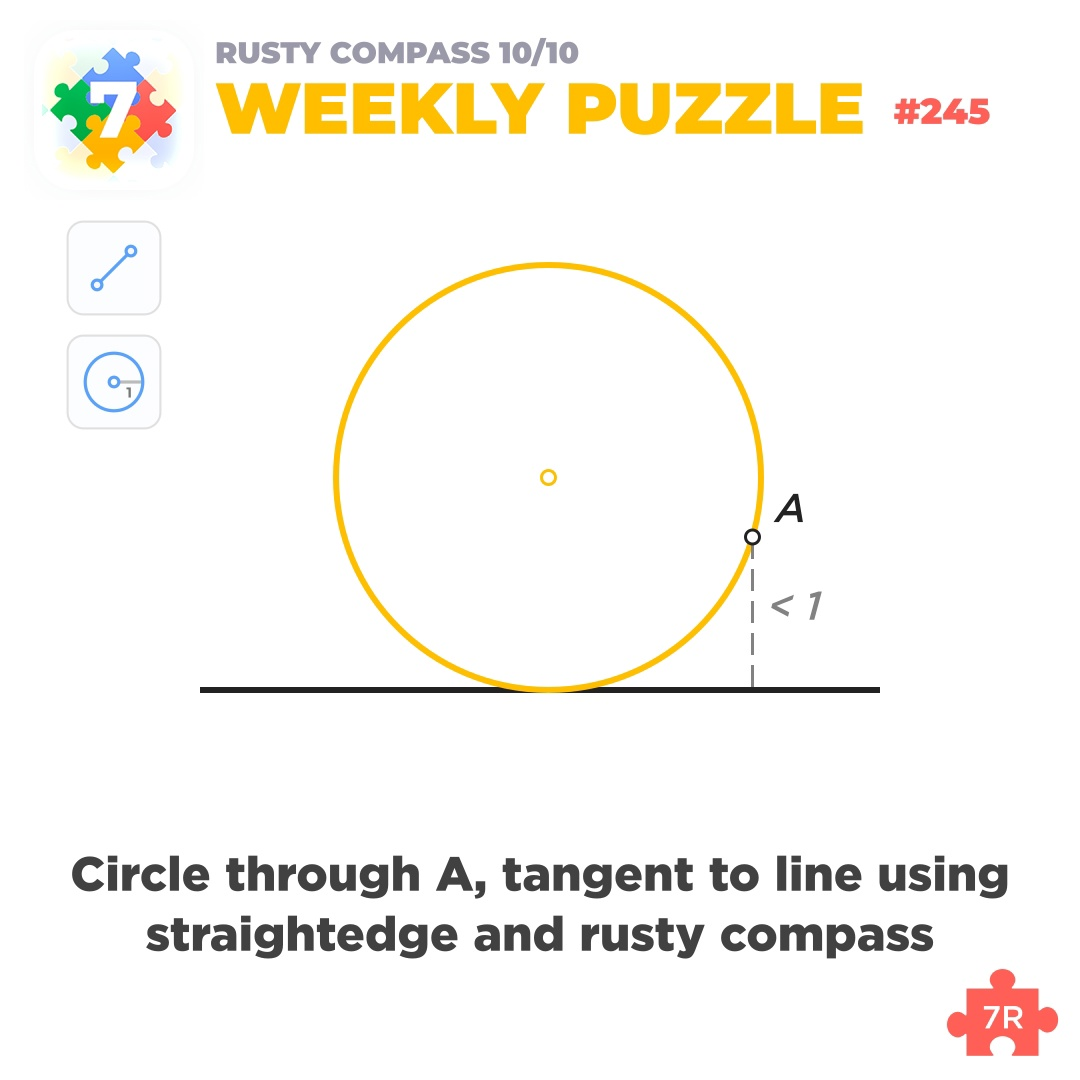 7
RUSTY COMPASS 10/10
WEEKLY PUZZLE #245
1
A
< 1
Circle through A, tangent to line using
straightedge and rusty compass
7R